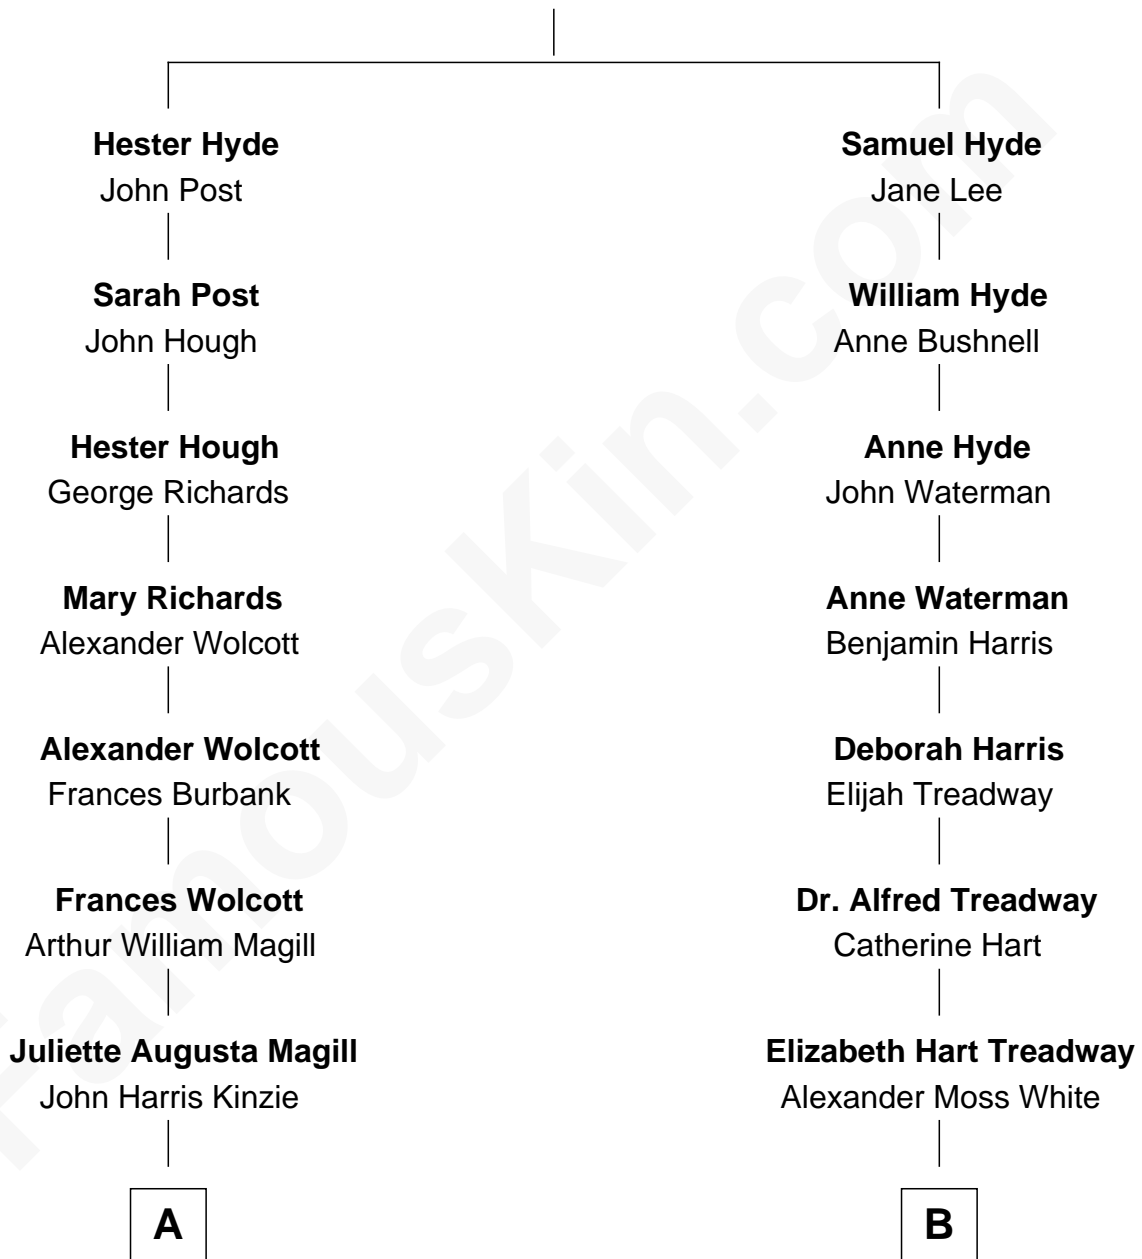 Hester Hyde
John Post
Sarah Post
John Hough
Hester Hough
George Richards
Mary Richards
Alexander Wolcott
Alexander Wolcott
Frances Burbank
Frances Wolcott
Arthur William Magill
Juliette Augusta Magill
John Harris Kinzie
A
Samuel Hyde
Jane Lee
William Hyde
Anne Bushnell
Anne Hyde
John Waterman
Anne Waterman
Benjamin Harris
Deborah Harris
Elijah Treadway
Dr. Alfred Treadway
Catherine Hart
Elizabeth Hart Treadway
Alexander Moss White
B
FamousKin.com